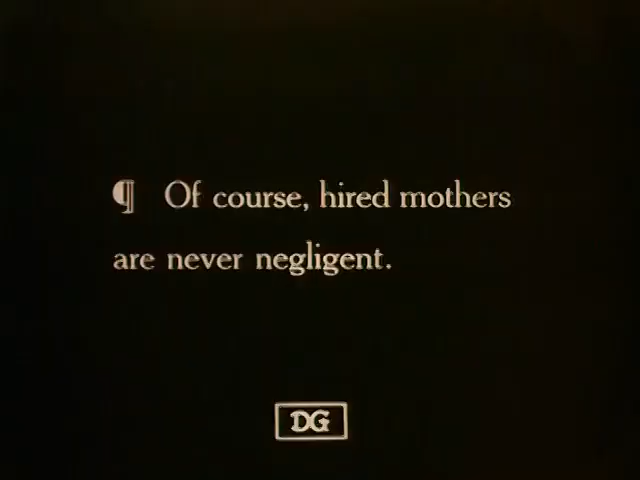 ¶ Of course, hired mothers
are never negligent.
DG